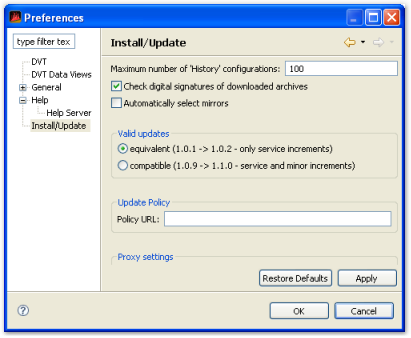 Preferences
type filter tex
DVT
DVT Data Views
General
Help
Help Server
Install/Update
Install/Update
Maximum number of 'History' configurations: 100
Check digital signatures of downloaded archives
Automatically select mirrors
Valid updates
equivalent (1.0.1 -> 1.0.2 - only service increments)
compatible (1.0.9 -> 1.1.0 - service and minor increments)
Update Policy
Policy URL:
Proxy settings
Restore Defaults Apply
OK Cancel